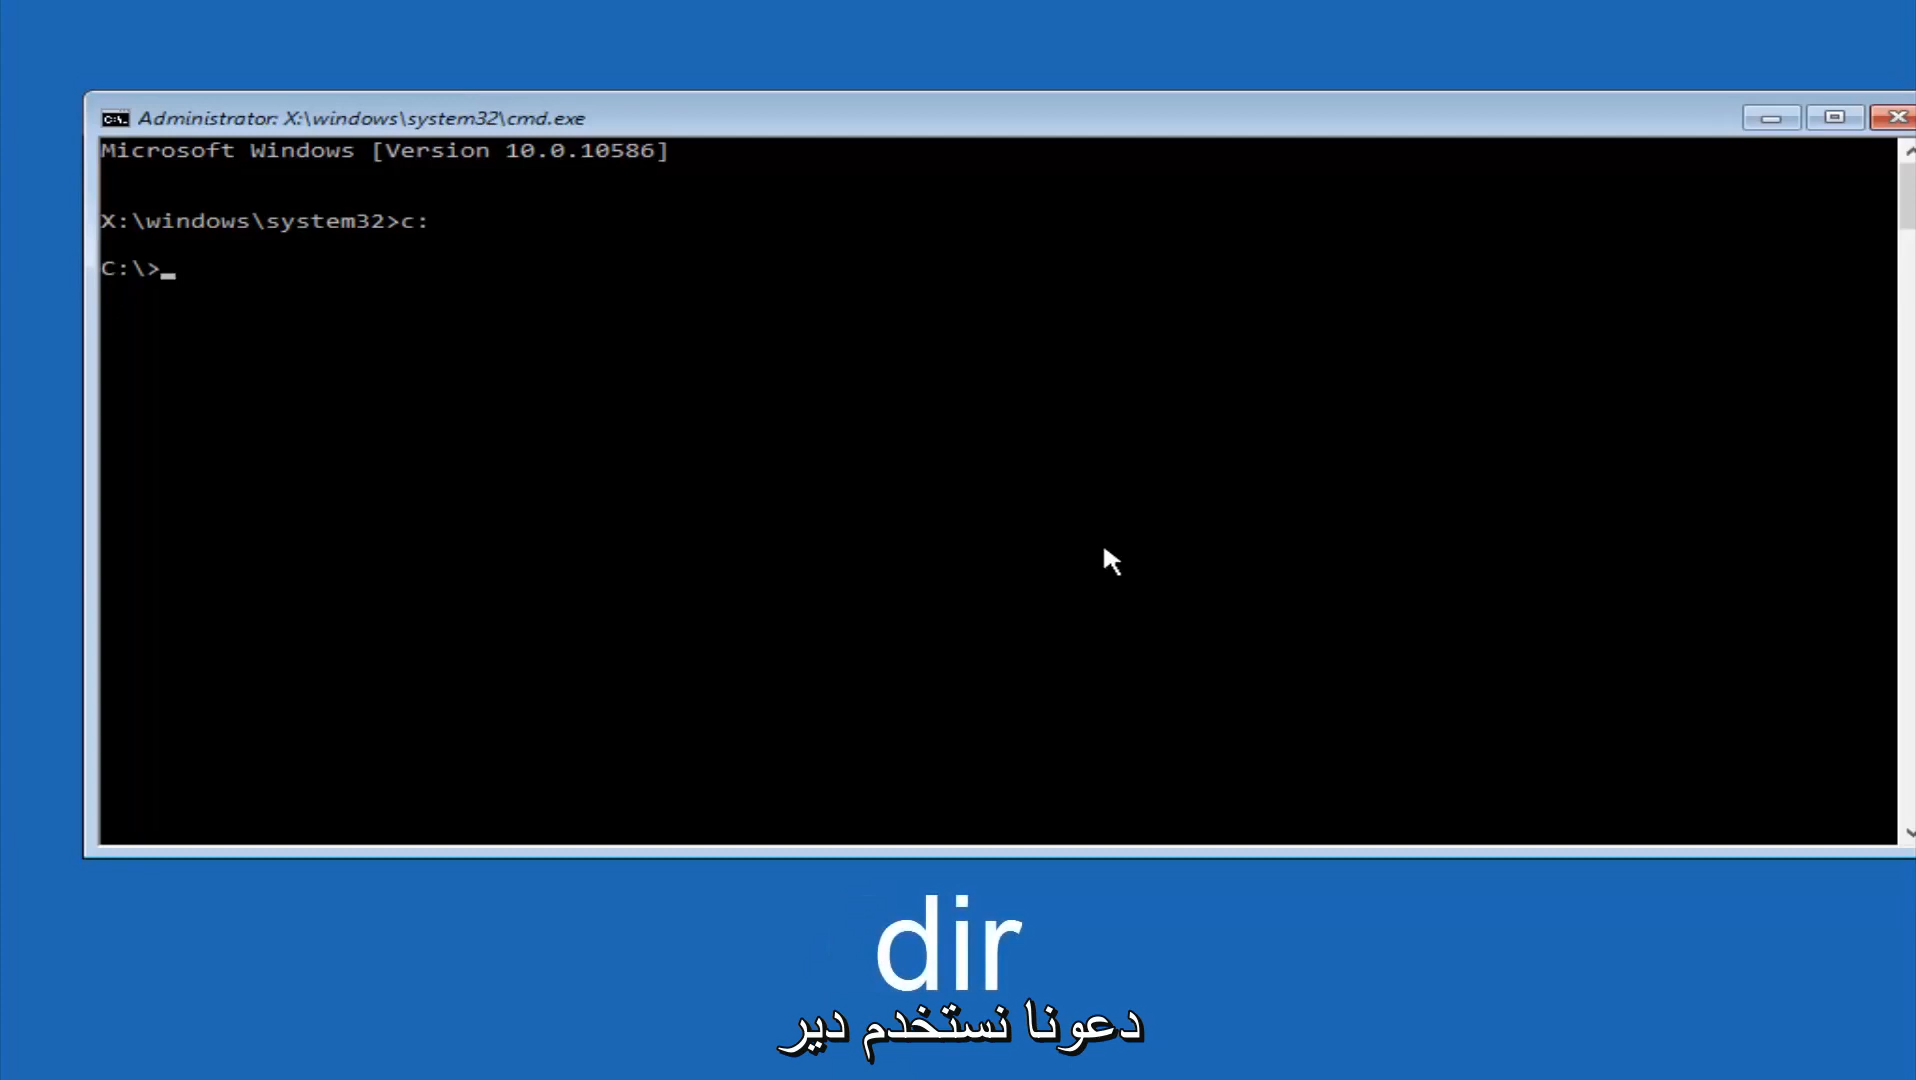 Administrator: X:\windows\system32\cmd.exe
Microsoft Windows [Version 10.0.10586]
X:\windows\system32>c:
C:\>_
dir
دعونا نستخدم دير